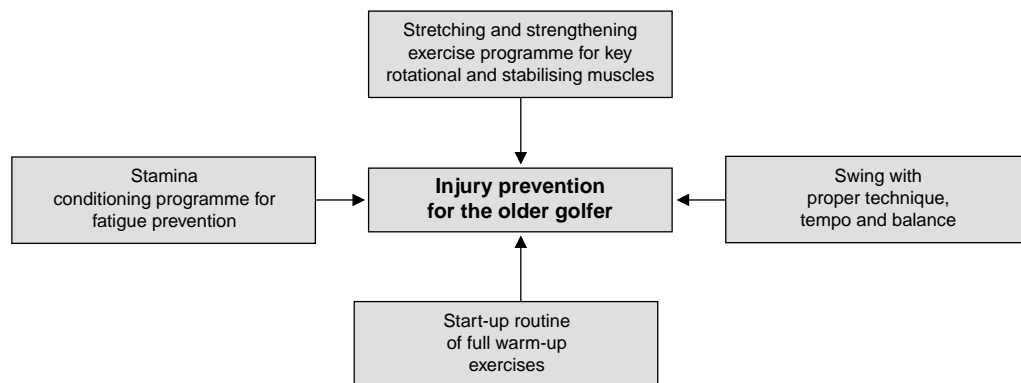 Stretching and strengthening
exercise programme for key
rotational and stabilising muscles
Stamina
conditioning programme for
fatigue prevention
Injury prevention
for the older golfer
Swing with
proper technique,
tempo and balance
Start-up routine
of full warm-up
exercises